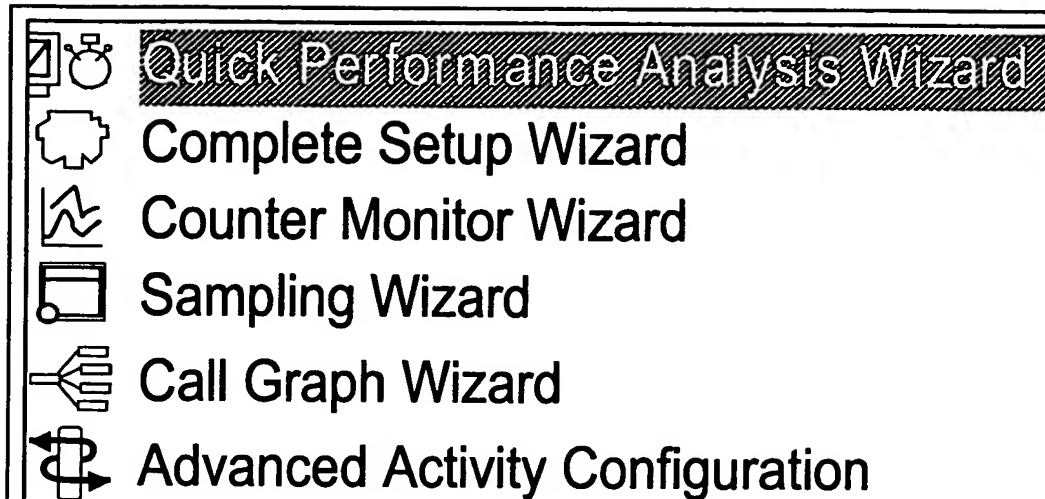 Quick Performance Analysis Wizard
Complete Setup Wizard
Counter Monitor Wizard
Sampling Wizard
Call Graph Wizard
Advanced Activity Configuration